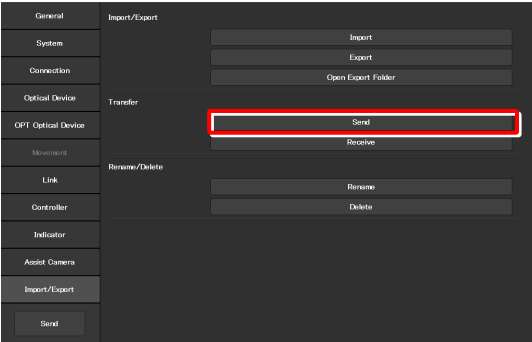 General
System
Connection
Optical Device
OPT Optical Device
Movement
Link
Controller
Indicator
Assist Camera
Import/Export
Send
Import/Export
Import
Export
Open Export Folder
Transfer
Send
Receive
Rename/Delete
Rename
Delete